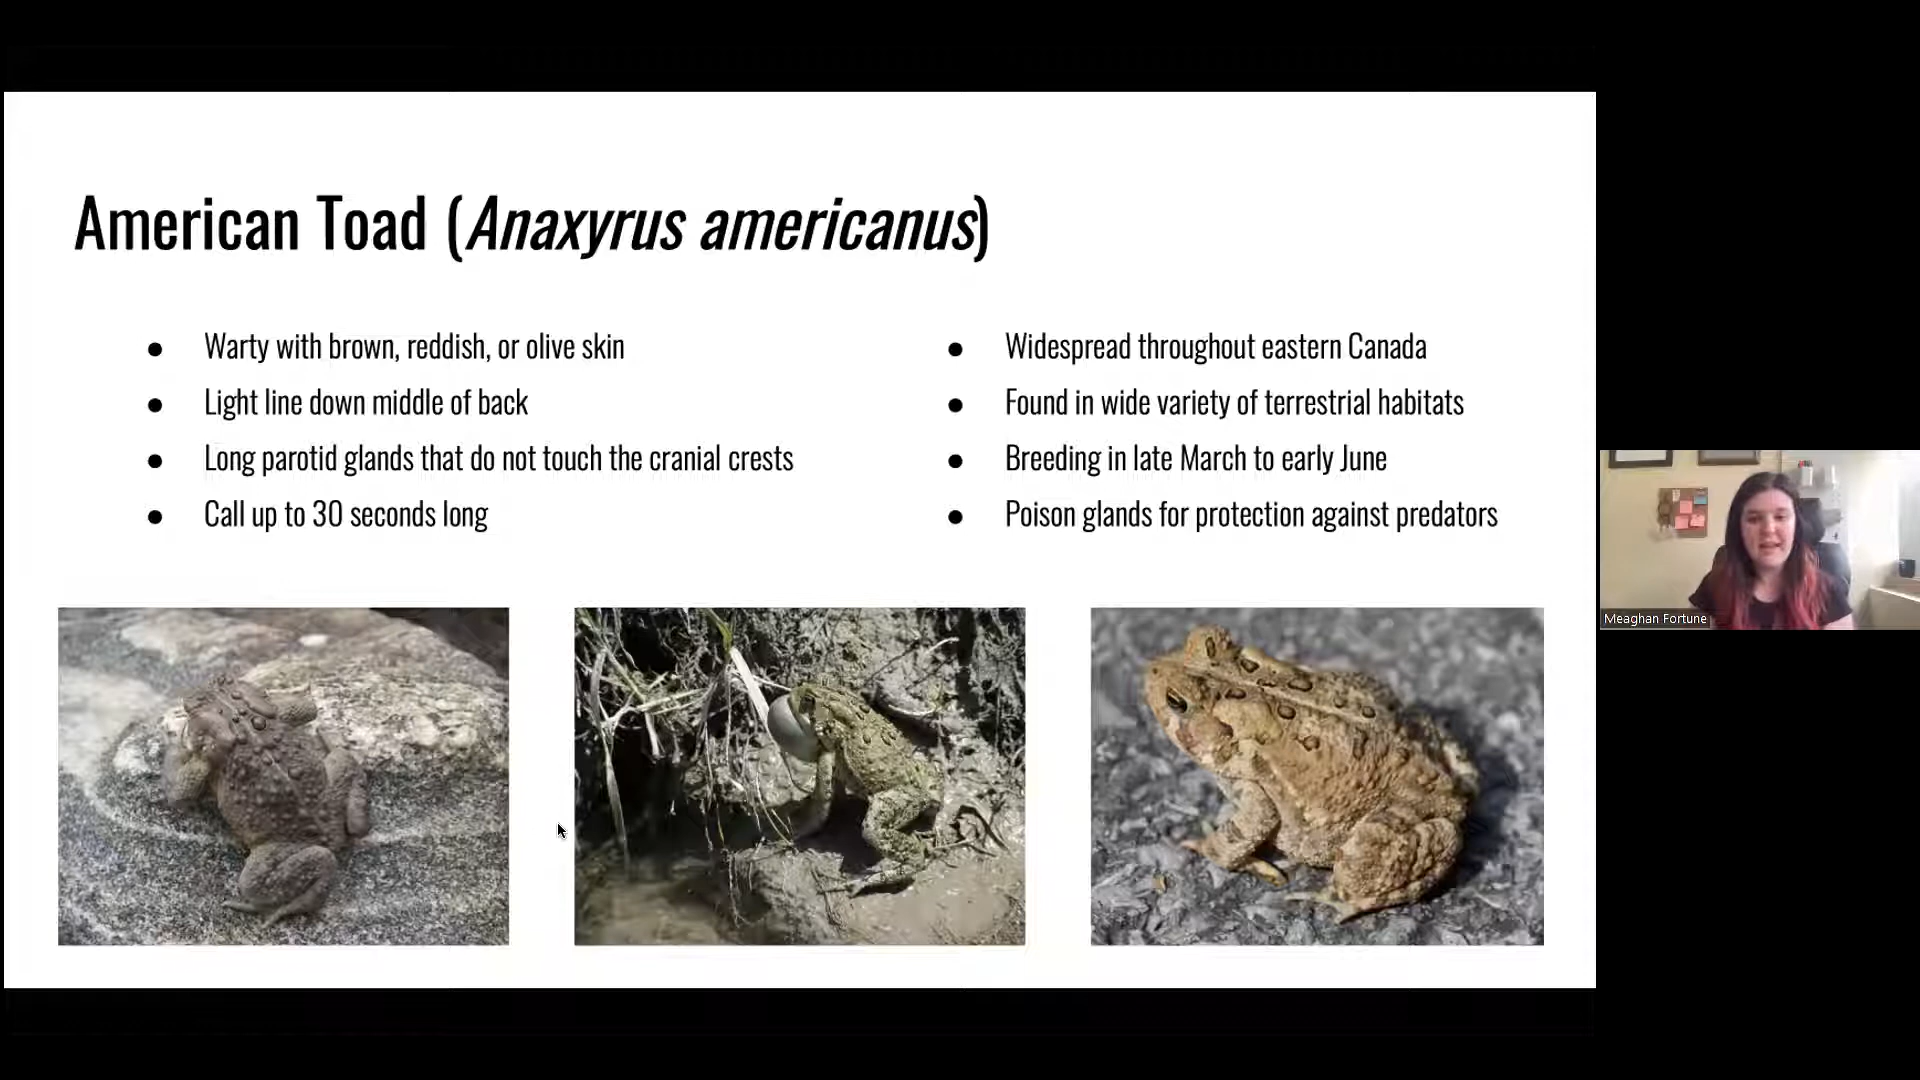 American Toad (Anaxyrus americanus)
Warty with brown, reddish, or olive skin
Light line down middle of back
Long parotid glands that do not touch the cranial crests
Call up to 30 seconds long
Widespread throughout eastern Canada
Found in wide variety of terrestrial habitats
Breeding in late March to early June
Poison glands for protection against predators
Meaghan Fortune